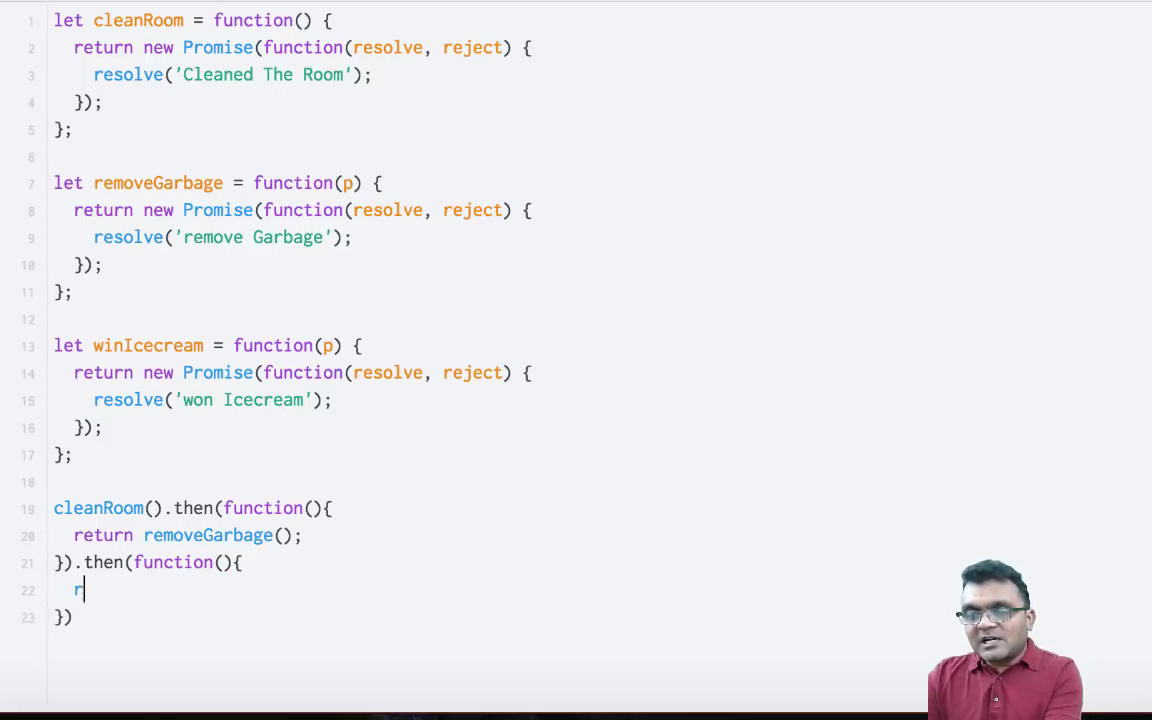 1 let cleanRoom = function() {
2 return new Promise(function(resolve, reject) {
3 resolve('Cleaned The Room');
4 });
5 };
6
7 let removeGarbage = function(p) {
8 return new Promise(function(resolve, reject) {
9 resolve('remove Garbage');
10 });
11 };
12
13 let winIcecream = function(p) {
14 return new Promise(function(resolve, reject) {
15 resolve('won Icecream');
16 });
17 };
18
19 cleanRoom().then(function(){
20 return removeGarbage();
21 }).then(function(){
22 r
23 })